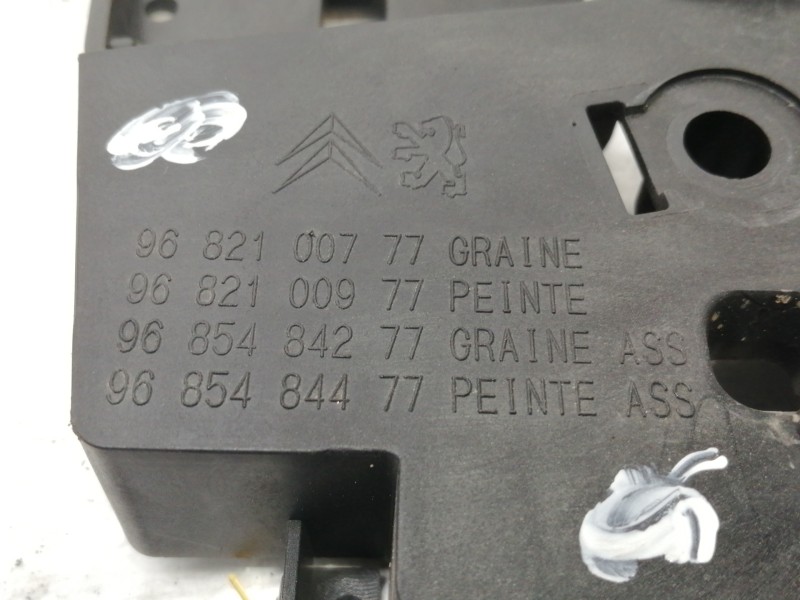 96 821 007 77 GRAINE
96 821 009 77 PEINTE
96 854 842 77 GRAINE ASS
96 854 844 77 PEINTE ASS